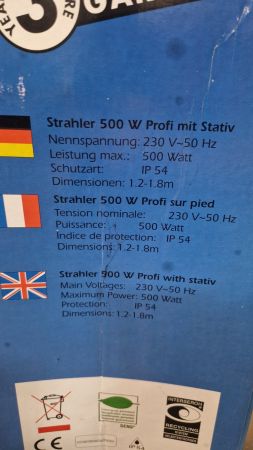 3
Strahler 500 W Profi mit Stativ
Nennspannung: 230 V~50 Hz
Leistung max.: 500 Watt
Schutzart: IP 54
Dimensionen: 1.2-1.8m
Strahler 500 W Profi sur pied
Tension nominale: 230 V~50 Hz
Puissance: 500 Watt
Indice de protection: IP 54
Dimensions: 1.2-1.8m
Strahler 500 W Profi with stativ
Main Voltages: 230 V~50 Hz
Maximum Power: 500 Watt
Protection: IP 54
Dimensions: 1.2-1.8m
INTERSEROH
RECYCLING
CE